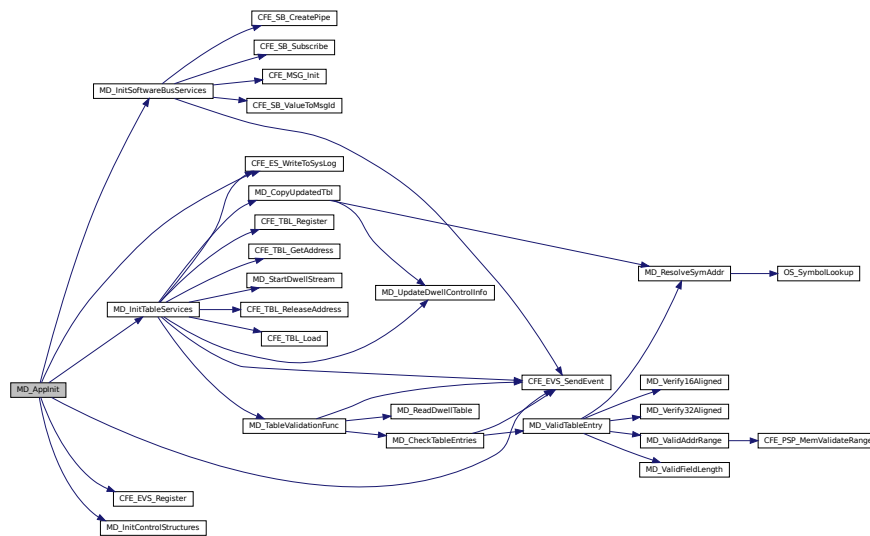 CFE_SB_CreatePipe
CFE_SB_Subscribe
CFE_MSG_Init
MD_InitSoftwareBusServices
CFE_SB_ValueToMsgId
CFE_ES_WriteToSysLog
MD_CopyUpdatedTbl
CFE_TBL_Register
CFE_TBL_GetAddress
MD_ResolveSymAddr
OS_SymbolLookup
MD_StartDwellStream
MD_UpdateDwellControlInfo
MD_InitTableServices
CFE_TBL_ReleaseAddress
CFE_TBL_Load
MD_AppInit
CFE_EVS_SendEvent
MD_Verify16Aligned
MD_ReadDwellTable
MD_Verify32Aligned
MD_TableValidationFunc
MD_ValidTableEntry
MD_CheckTableEntries
MD_ValidAddrRange
CFE_PSP_MemValidateRange
MD_ValidFieldLength
CFE_EVS_Register
MD_InitControlStructures